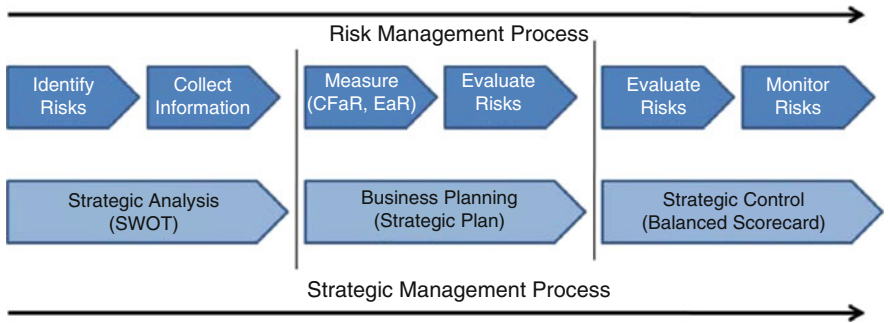 Risk Management Process
Identify
Risks
Collect
Information
Measure
(CFaR, EaR)
Evaluate
Risks
Evaluate
Risks
Monitor
Risks
Strategic Analysis
(SWOT)
Business Planning
(Strategic Plan)
Strategic Control
(Balanced Scorecard)
Strategic Management Process